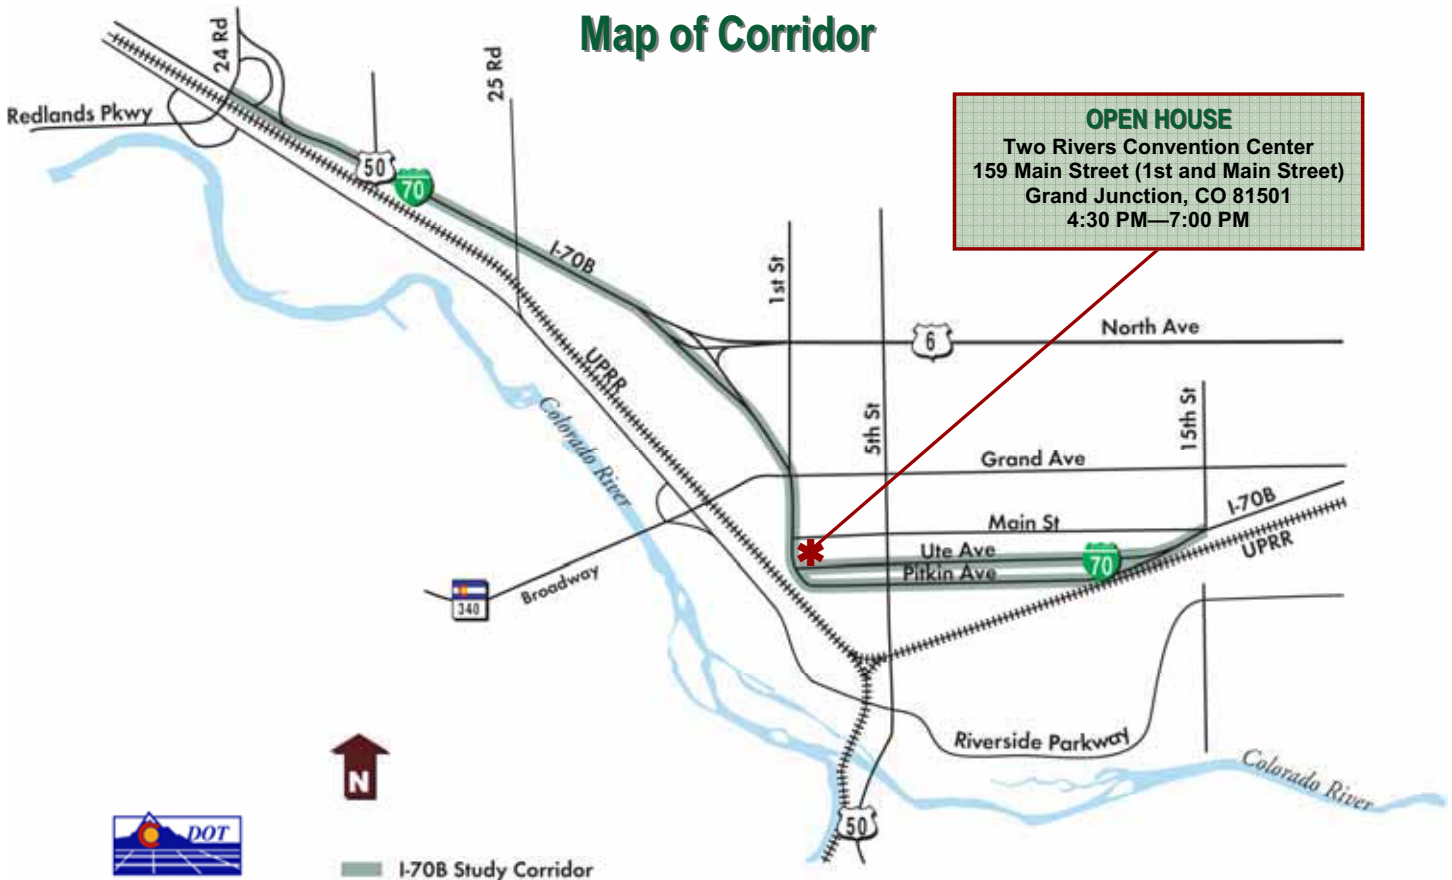 Map of Corridor
24 Rd
25 Rd
Redlands Pkwy
50
70
I-70B
OPEN HOUSE
Two Rivers Convention Center
159 Main Street (1st and Main Street)
Grand Junction, CO 81501
4:30 PM—7:00 PM
1st St
6
North Ave
UPRR
5th St
15th St
Colorado River
Grand Ave
I-70B
Main St
UPRR
Ute Ave
70
Pitkin Ave
340
Broadway
Riverside Parkway
Colorado River
N
50
DOT
I-70B Study Corridor